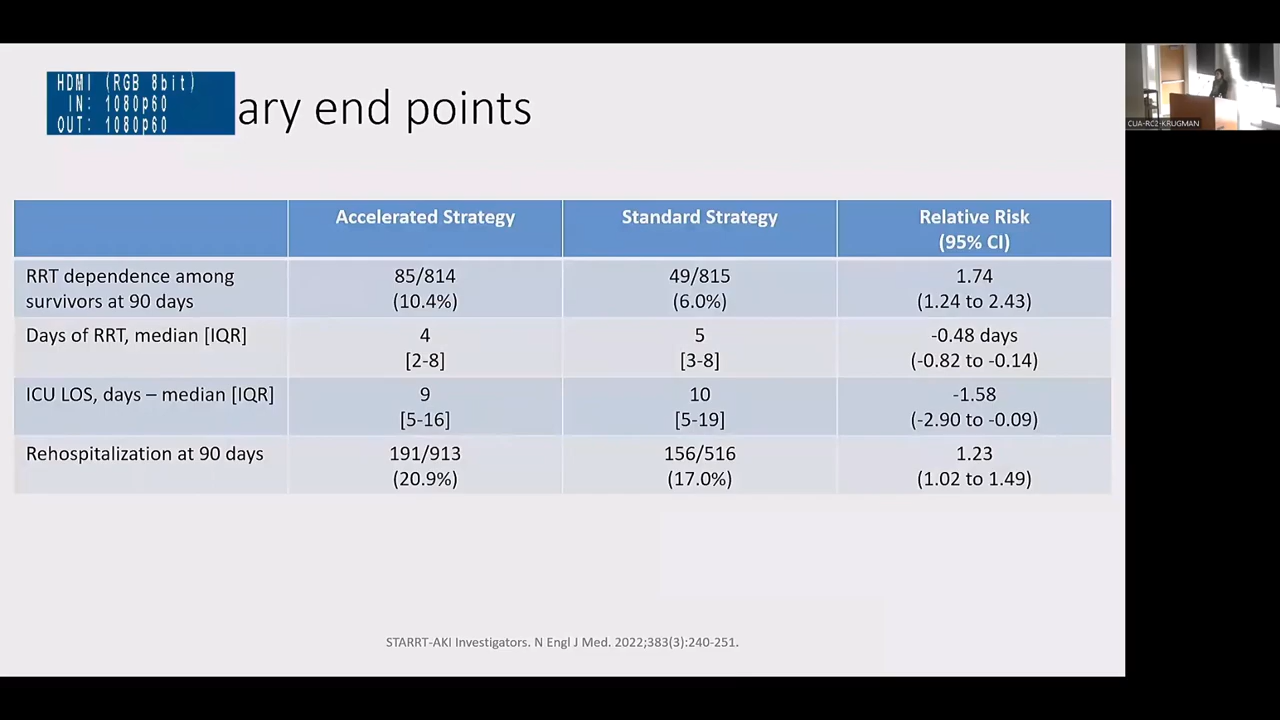 HDMI (RGB 8bit)
IN: 1080p60
OUT: 1080p60
ary end points
Accelerated Strategy
Standard Strategy
Relative Risk
(95% CI)
RRT dependence among
survivors at 90 days
85/814
(10.4%)
49/815
(6.0%)
1.74
(1.24 to 2.43)
Days of RRT, median [IQR]
4
[2-8]
5
[3-8]
-0.48 days
(-0.82 to -0.14)
ICU LOS, days – median [IQR]
9
[5-16]
10
[5-19]
-1.58
(-2.90 to -0.09)
Rehospitalization at 90 days
191/913
(20.9%)
156/516
(17.0%)
1.23
(1.02 to 1.49)
STARRT-AKI Investigators. N Engl J Med. 2022;383(3):240-251.
CUA-RC2-KRUGMAN